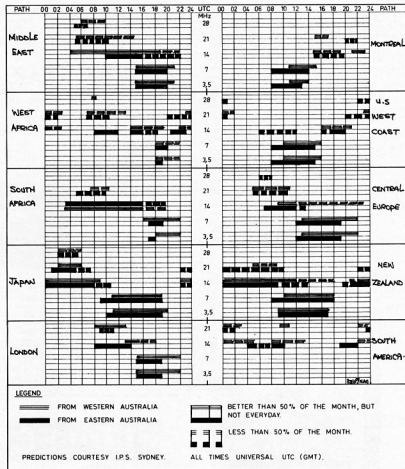 PATH 00 02 04 06 08 10 12 14 16 18 20 22 24 UTC 00 02 04 06 08 10 12 14 16 18 20 22 24 PATH
MHz
28
MIDDLE
EAST
21
MONTREAL
14
7
3,5
WEST
AFRICA
28
21
14
7
3,5
U.S
WEST
COAST
SOUTH
AFRICA
28
21
14
7
3,5
CENTRAL
EUROPE
JAPAN
28
21
14
7
3,5
NEW
ZEALAND
LONDON
21
14
7
3,5
SOUTH
AMERICA
LEGEND
FROM WESTERN AUSTRALIA
FROM EASTERN AUSTRALIA
BETTER THAN 50% OF THE MONTH, BUT
NOT EVERYDAY.
LESS THAN 50% OF THE MONTH.
PREDICTIONS COURTESY I.P.S. SYDNEY.
ALL TIMES UNIVERSAL UTC (GMT).